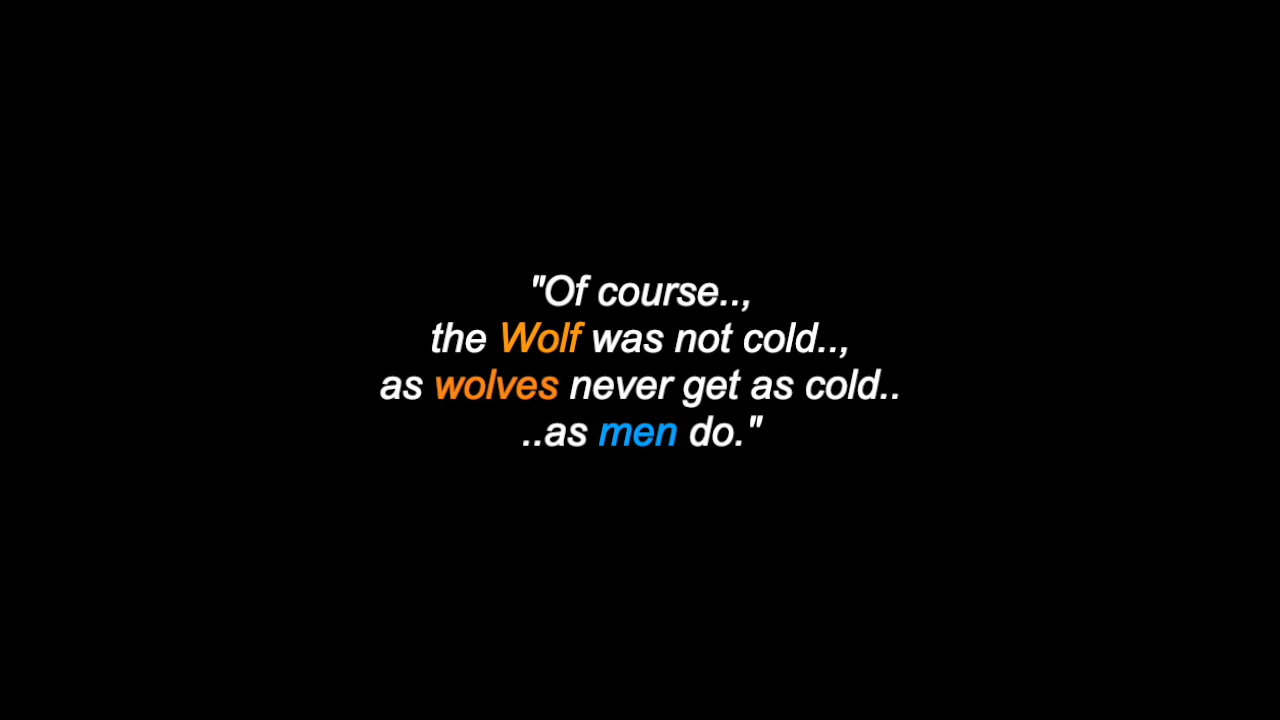 "Of course..,
the Wolf was not cold..,
as wolves never get as cold..
..as men do."